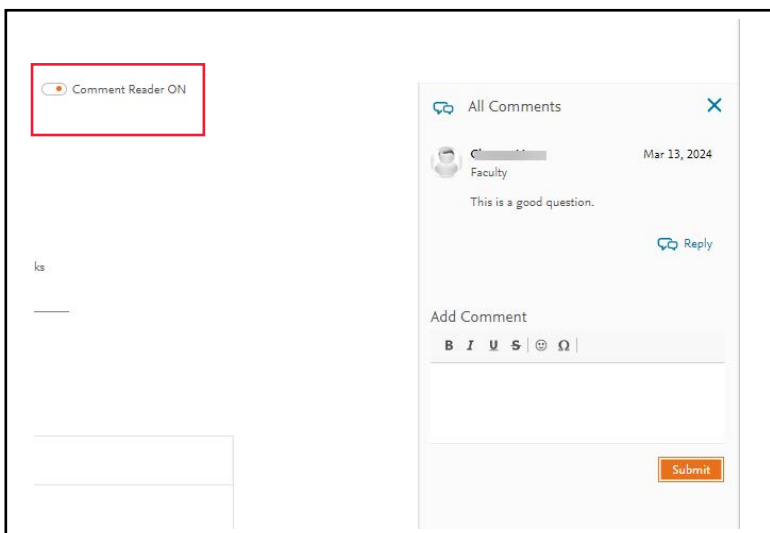 Comment Reader ON
All Comments
Mar 13, 2024
Faculty
This is a good question.
Reply
ks
Add Comment
B I U S Ω
Submit